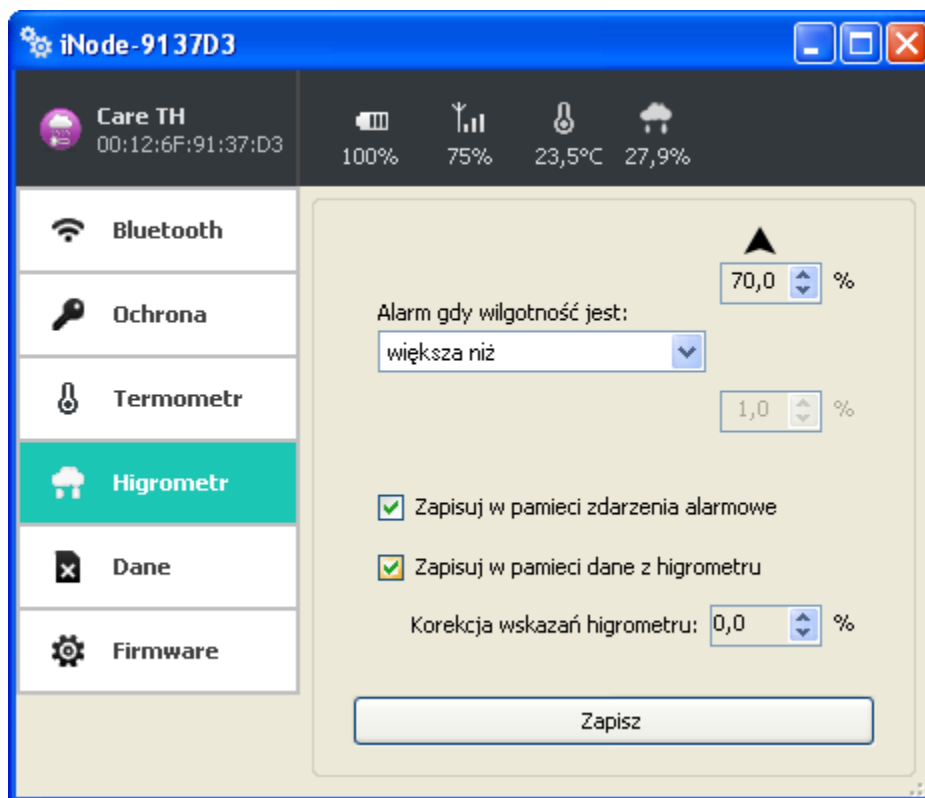 iNode-9137D3
Care TH
00:12:6F:91:37:D3
100% 75% 23,5°C 27,9%
Bluetooth
Ochrona
Termometr
Higrometr
Dane
Firmware
70,0 %
Alarm gdy wilgotność jest:
większa niż
1,0 %
Zapisuj w pamieci zdarzenia alarmowe
Zapisuj w pamieci dane z higrometru
Korekcja wskazań higrometru: 0,0 %
Zapisz